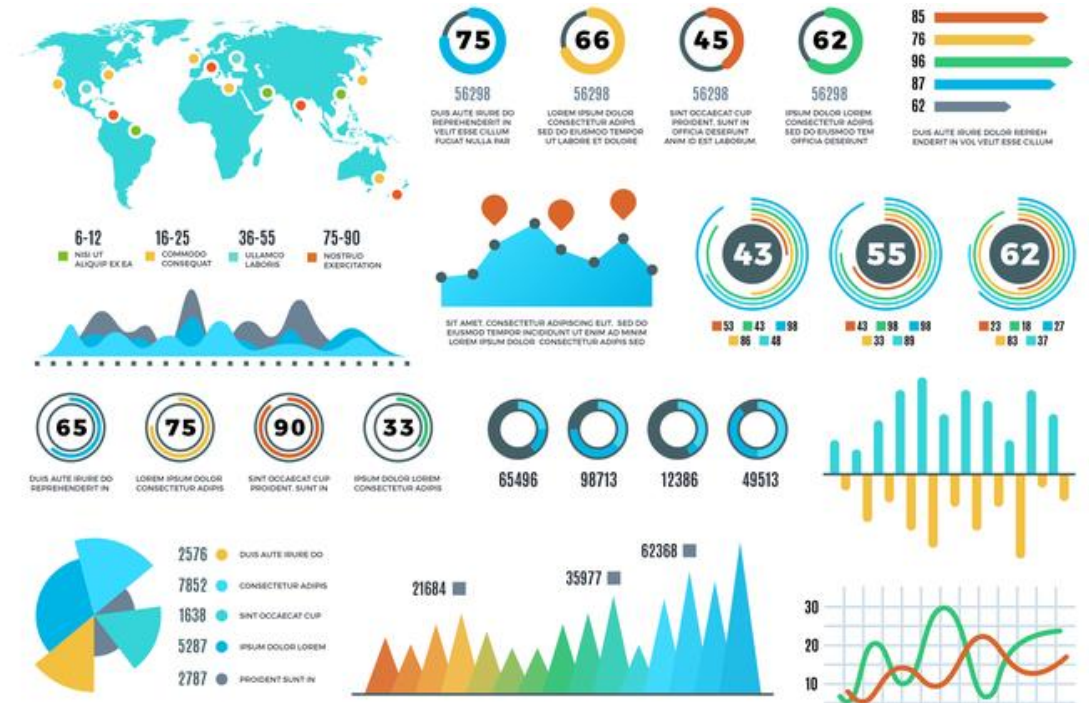 75
66
45
62
56298
56298
56298
56298
DUIS AUTE IRURE DO
REPREHENDERIT IN
VELIT ESSE CILLUM
FUGIAT NULLA PAR
LOREM IPSUM DOLOR
CONSECTETUR ADIPIS
SED DO EIUSMOD TEMPOR
UT LABORE ET DOLORE
SINT OCCAECAT CUP
PROIDENT, SUNT IN
OFFICIA DESERUNT
ANIM ID EST LABORUM.
IPSUM DOLOR LOREM
CONSECTETUR ADIPIS
SED DO EIUSMOD TEM
OFFICIA DESERUNT
85
76
96
87
62
DUIS AUTE IRURE DOLOR REPREH
ENDERIT IN VOL VELIT ESSE CILLUM
6-12
NISI UT
ALIQUIP EX EA
16-25
COMMODO
CONSEQUAT
36-55
ULLAMCO
LABORIS
75-90
NOSTRUD
EXERCITATION
SIT AMET, CONSECTETUR ADIPISCING ELIT, SED DO
EIUSMOD TEMPOR INCIDIDUNT UT ENIM AD MINIM
LOREM IPSUM DOLOR CONSECTETUR ADIPIS SED
43
55
62
53 43 98
86 48
43 98 98
33 89
23 18 27
83 37
65
75
90
33
DUIS AUTE IRURE DO
REPREHENDERIT IN
LOREM IPSUM DOLOR
CONSECTETUR ADIPIS
SINT OCCAECAT CUP
PROIDENT, SUNT IN
IPSUM DOLOR LOREM
CONSECTETUR ADIPIS
65496
98713
12386
49513
2576 DUIS AUTE IRURE DO
7852 CONSECTETUR ADIPIS
1638 SINT OCCAECAT CUP
5287 IPSUM DOLOR LOREM
2787 PROIDENT SUNT IN
21684
35977
62368
30
20
10